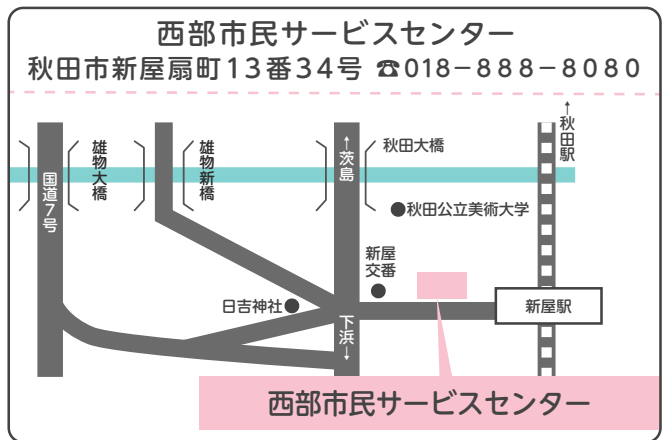 西部市民サービスセンター
秋田市新屋扇町13番34号 ☎018－888－8080
↑秋田駅
雄物大橋
雄物新橋
↑茨島
秋田大橋
国道7号
秋田公立美術大学
新屋
交番
日吉神社
下浜↓
新屋駅
西部市民サービスセンター